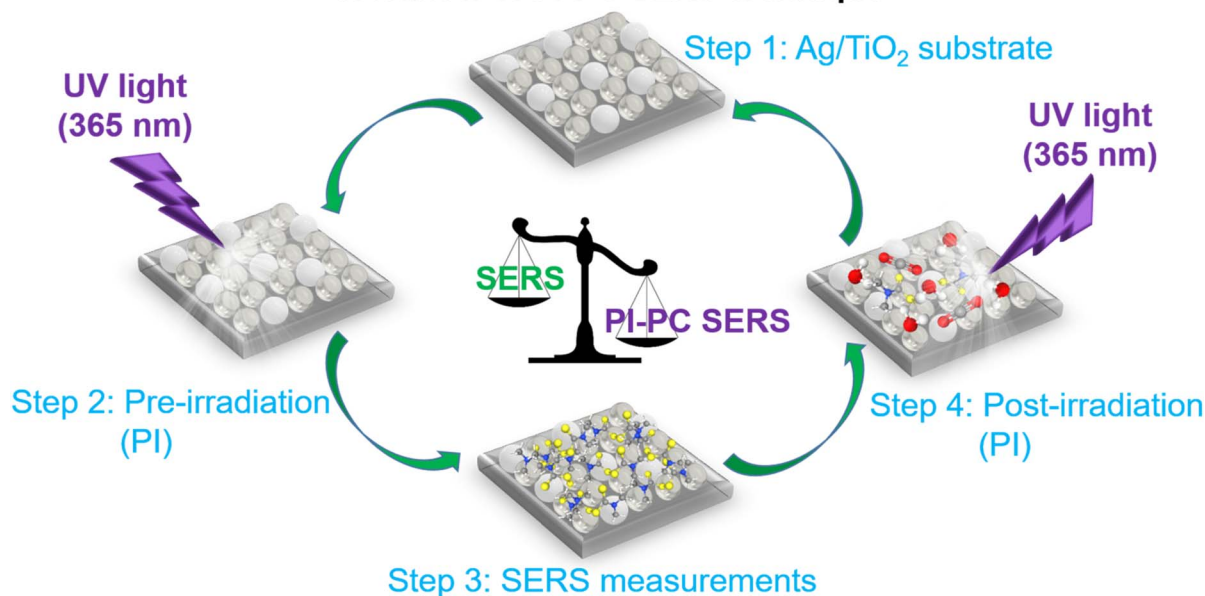 Step 1: Ag/TiO₂ substrate
UV light
(365 nm)
UV light
(365 nm)
SERS
PI-PC SERS
Step 2: Pre-irradiation
(PI)
Step 4: Post-irradiation
(PI)
Step 3: SERS measurements